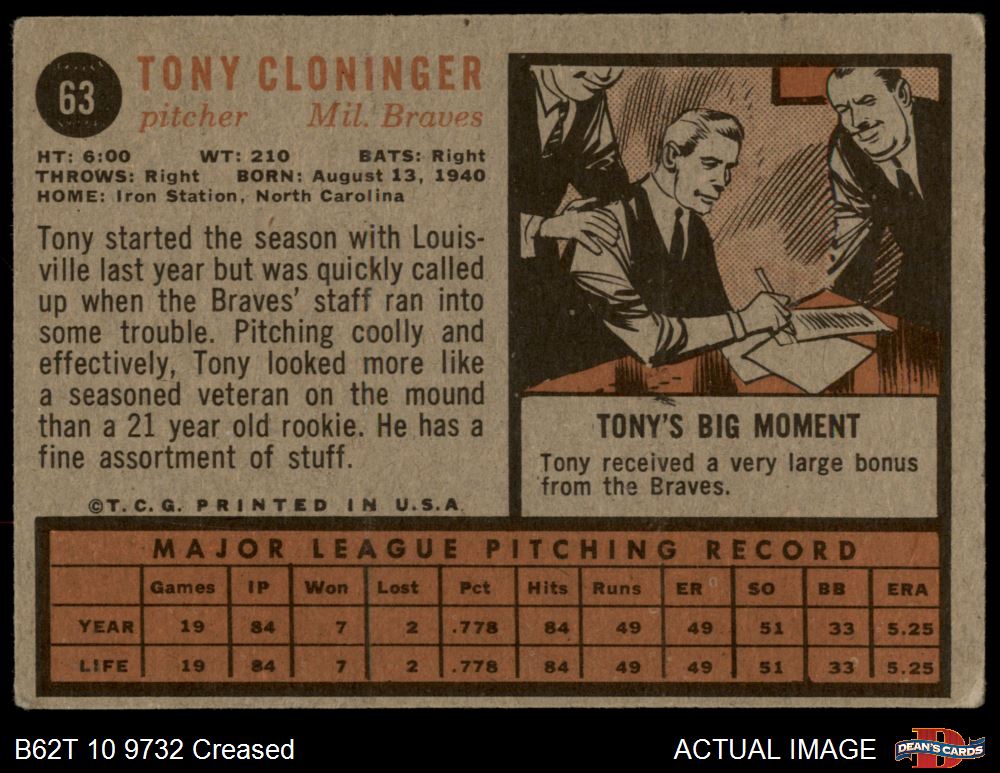 63
TONY CLONINGER
pitcher Mil. Braves
HT: 6:00 WT: 210 BATS: Right
THROWS: Right BORN: August 13, 1940
HOME: Iron Station, North Carolina
Tony started the season with Louis-
ville last year but was quickly called
up when the Braves' staff ran into
some trouble. Pitching coolly and
effectively, Tony looked more like
a seasoned veteran on the mound
than a 21 year old rookie. He has a
fine assortment of stuff.
©T.C.G. PRINTED IN U.S.A.
TONY'S BIG MOMENT
Tony received a very large bonus
from the Braves.
MAJOR LEAGUE PITCHING RECORD
Games IP Won Lost Pct Hits Runs ER SO BB ERA
YEAR 19 84 7 2 .778 84 49 49 51 33 5.25
LIFE 19 84 7 2 .778 84 49 49 51 33 5.25
B62T 10 9732 Creased
ACTUAL IMAGE
DEAN'S CARDS